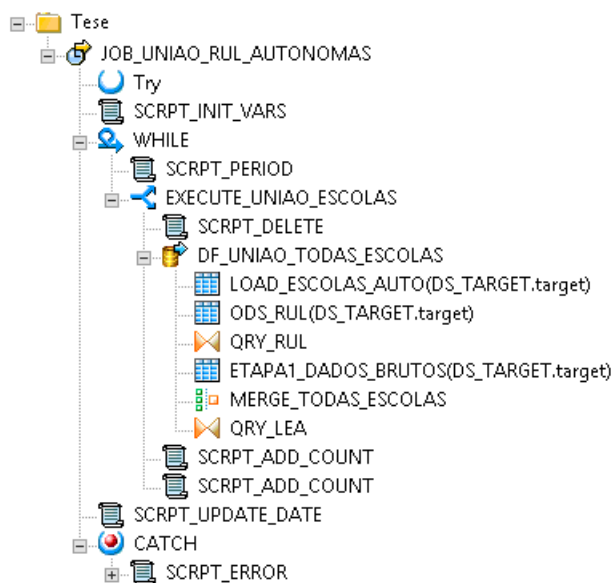 Tese
JOB_UNIAO_RUL_AUTONOMAS
Try
SCRPT_INIT_VARS
WHILE
SCRPT_PERIOD
EXECUTE_UNIAO_ESCOLAS
SCRPT_DELETE
DF_UNIAO_TODAS_ESCOLAS
LOAD_ESCOLAS_AUTO(DS_TARGET.target)
ODS_RUL(DS_TARGET.target)
QRY_RUL
ETAPA1_DADOS_BRUTOS(DS_TARGET.target)
MERGE_TODAS_ESCOLAS
QRY_LEA
SCRPT_ADD_COUNT
SCRPT_ADD_COUNT
SCRPT_UPDATE_DATE
CATCH
SCRPT_ERROR